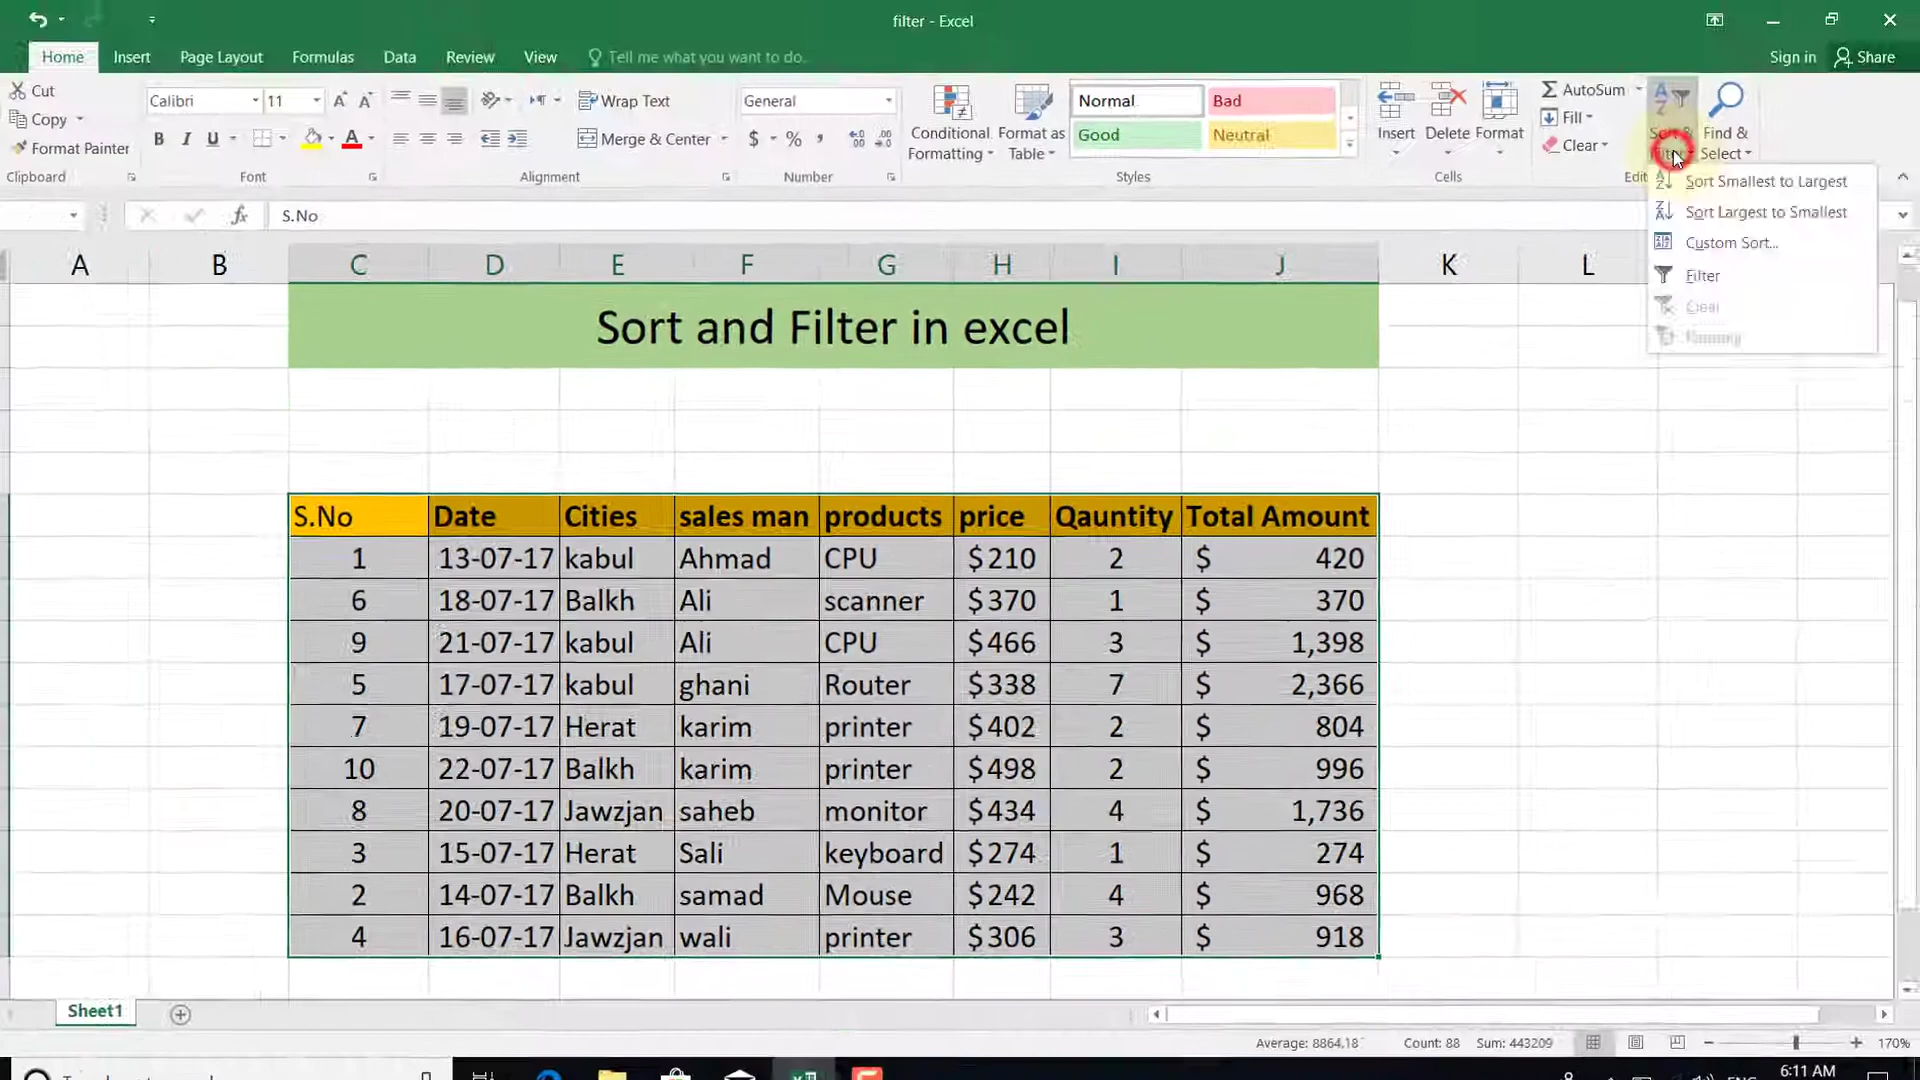 filter - Excel
Home Insert Page Layout Formulas Data Review View Tell me what you want to do... Sign in Share
Cut
Copy
Format Painter
Clipboard
Calibri 11
B I U A
Font
Wrap Text
Merge & Center
Alignment
General
$ % ,
Number
Conditional Formatting
Format as Table
Normal Bad
Good Neutral
Styles
Insert Delete Format
Cells
AutoSum
Fill
Clear
Sort &
Find & Select
Sort Smallest to Largest
Sort Largest to Smallest
Custom Sort...
Filter
Clear
fx S.No
A B C D E F G H I J K L
Sort and Filter in excel
S.No Date Cities sales man products price Qauntity Total Amount
1 13-07-17 kabul Ahmad CPU $210 2 $ 420
6 18-07-17 Balkh Ali scanner $370 1 $ 370
9 21-07-17 kabul Ali CPU $466 3 $ 1,398
5 17-07-17 kabul ghani Router $338 7 $ 2,366
7 19-07-17 Herat karim printer $402 2 $ 804
10 22-07-17 Balkh karim printer $498 2 $ 996
8 20-07-17 Jawzjan saheb monitor $434 4 $ 1,736
3 15-07-17 Herat Sali keyboard $274 1 $ 274
2 14-07-17 Balkh samad Mouse $242 4 $ 968
4 16-07-17 Jawzjan wali printer $306 3 $ 918
Sheet1
Average: 8864,18 Count: 88 Sum: 443209 170%
6:11 AM